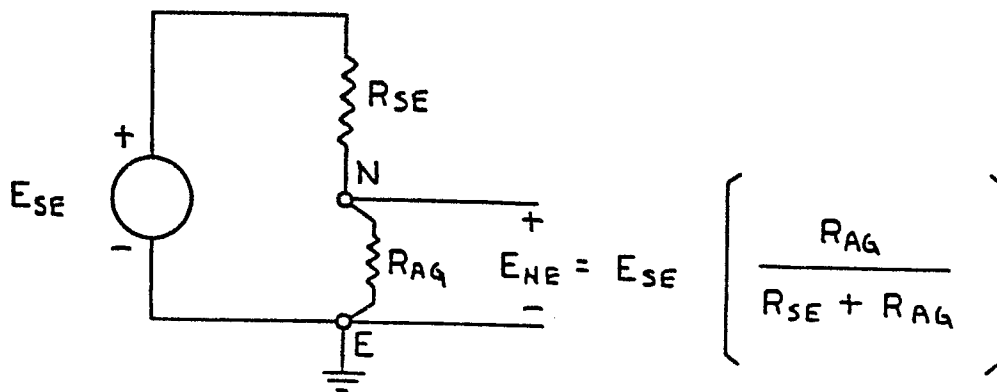 RSE
+
N
ESE
+
RAG
-
RAG ENE = ESE RSE + RAG
-
E